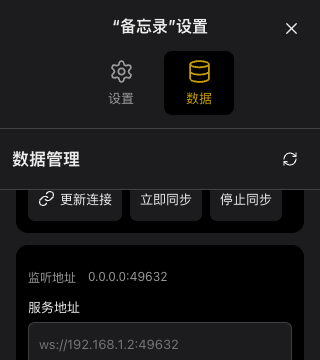 “备忘录”设置
设置
数据
数据管理
更新连接
立即同步
停止同步
监听地址 0.0.0.0:49632
服务地址
ws://192.168.1.2:49632